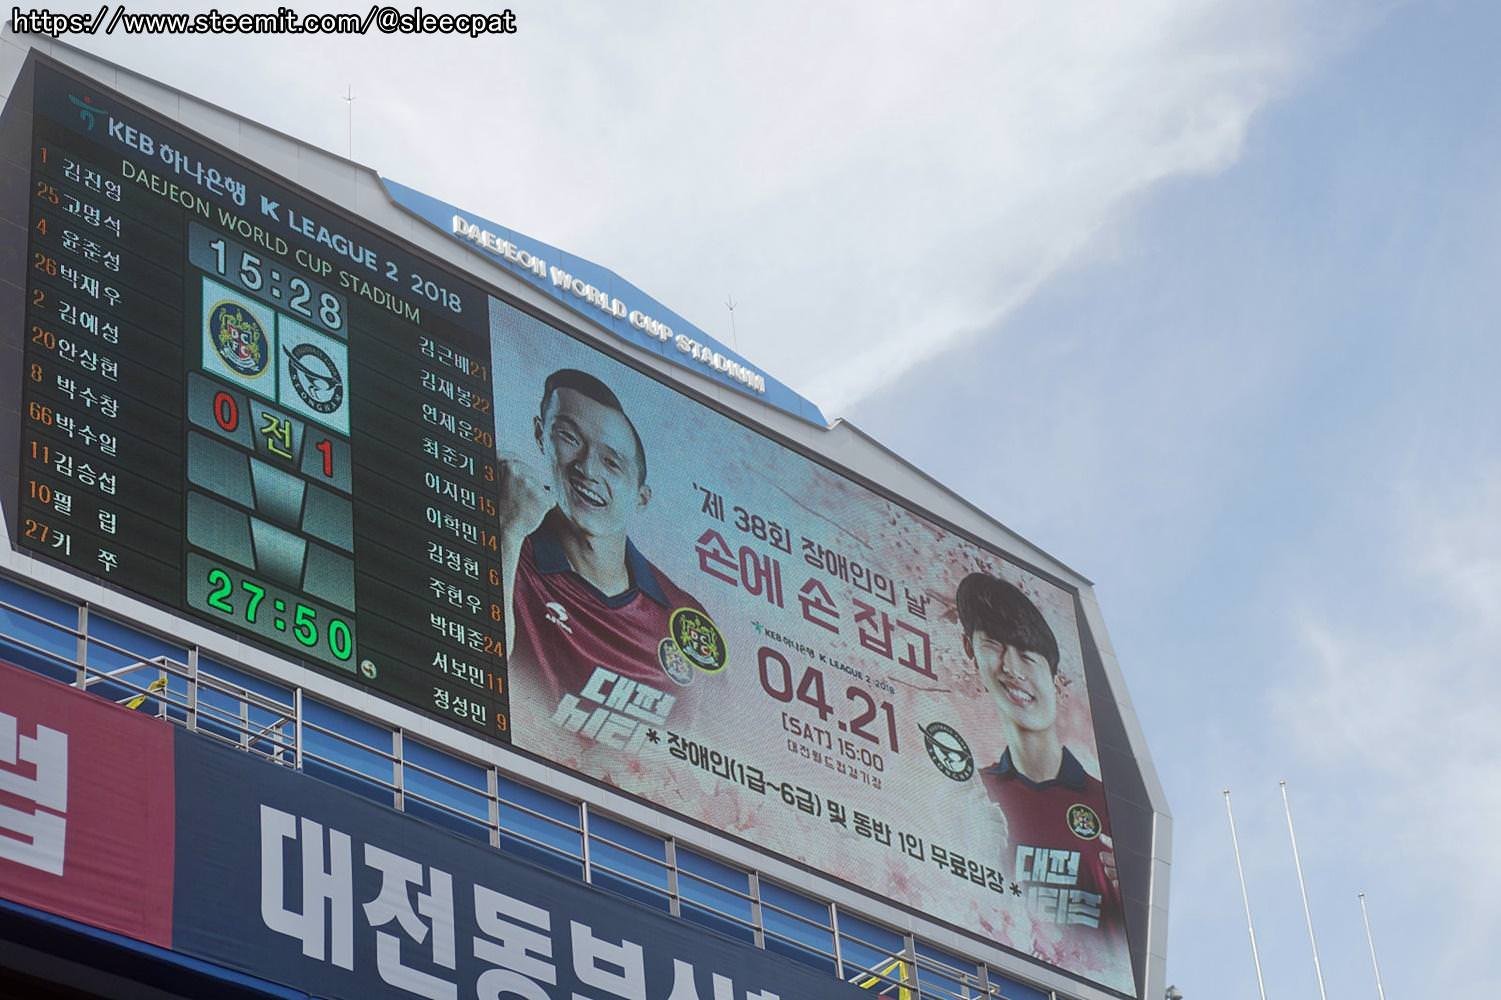 https://www.steemit.com/@sleecpat
DAEJEON WORLD CUP STADIUM
KEB 하나은행 K LEAGUE 2 2018
DAEJEON WORLD CUP STADIUM
15:28
1 김진영
25 고명석
4 윤준성
26 박재우
2 김예성
20 안상현
8 박수창
66 박수일
11 김승섭
10 필 립
27 키 쭈
0 전 1
27:50
김근배 21
김재봉 22
연제운 20
최준기 3
이지민 15
이학민 14
김정현 6
주현우 8
박태준 24
서보민 11
정성민 9
'제 38회 장애인의 날'
손에 손 잡고
KEB 하나은행 K LEAGUE 2 2018
04.21
[SAT] 15:00
대전월드컵경기장
* 장애인(1급~6급) 및 동반 1인 무료입장 *
대전
대전
대전동부